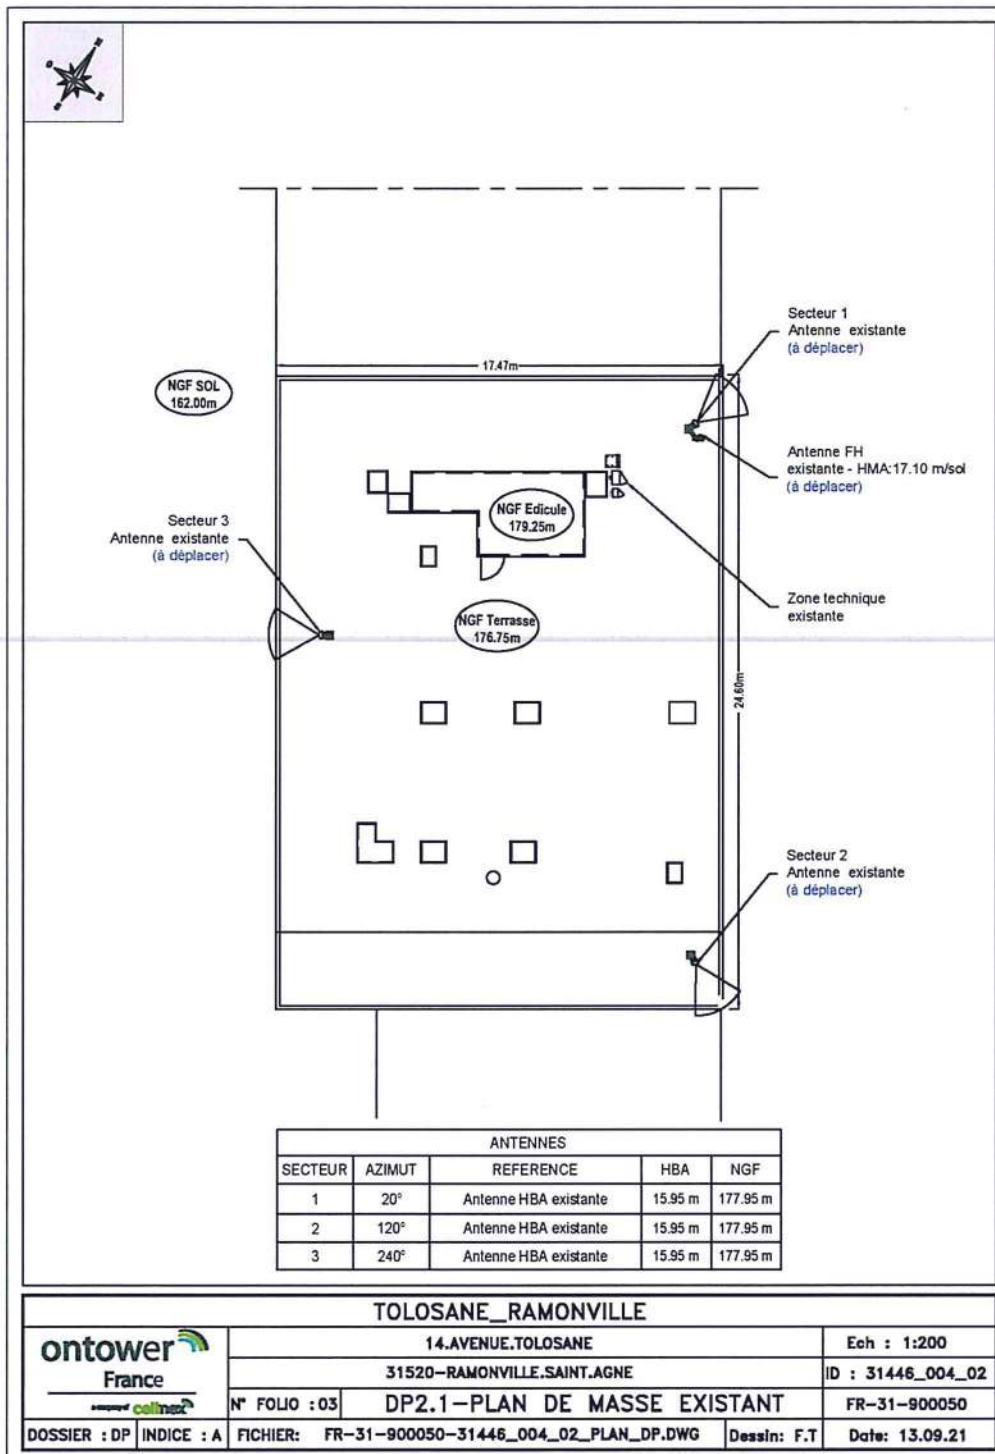 Secteur 1
Antenne existante
(à déplacer)
17.47m
NGF SOL
162.00m
Antenne FH
existante - HMA:17.10 m/sol
(à déplacer)
NGF Edicule
179.25m
Secteur 3
Antenne existante
(à déplacer)
Zone technique
existante
NGF Terrasse
176.75m
24.60m
Secteur 2
Antenne existante
(à déplacer)
ANTENNES
SECTEUR AZIMUT REFERENCE HBA NGF
1 20° Antenne HBA existante 15.95 m 177.95 m
2 120° Antenne HBA existante 15.95 m 177.95 m
3 240° Antenne HBA existante 15.95 m 177.95 m
TOLOSANE_RAMONVILLE
ontower
France
cellnex
14.AVENUE.TOLOSANE
Ech : 1:200
31520-RAMONVILLE.SAINT.AGNE
ID : 31446_004_02
N° FOLIO :03 DP2.1-PLAN DE MASSE EXISTANT
FR-31-900050
DOSSIER : DP INDICE : A FICHIER: FR-31-900050-31446_004_02_PLAN_DP.DWG Dessin: F.T Date: 13.09.21